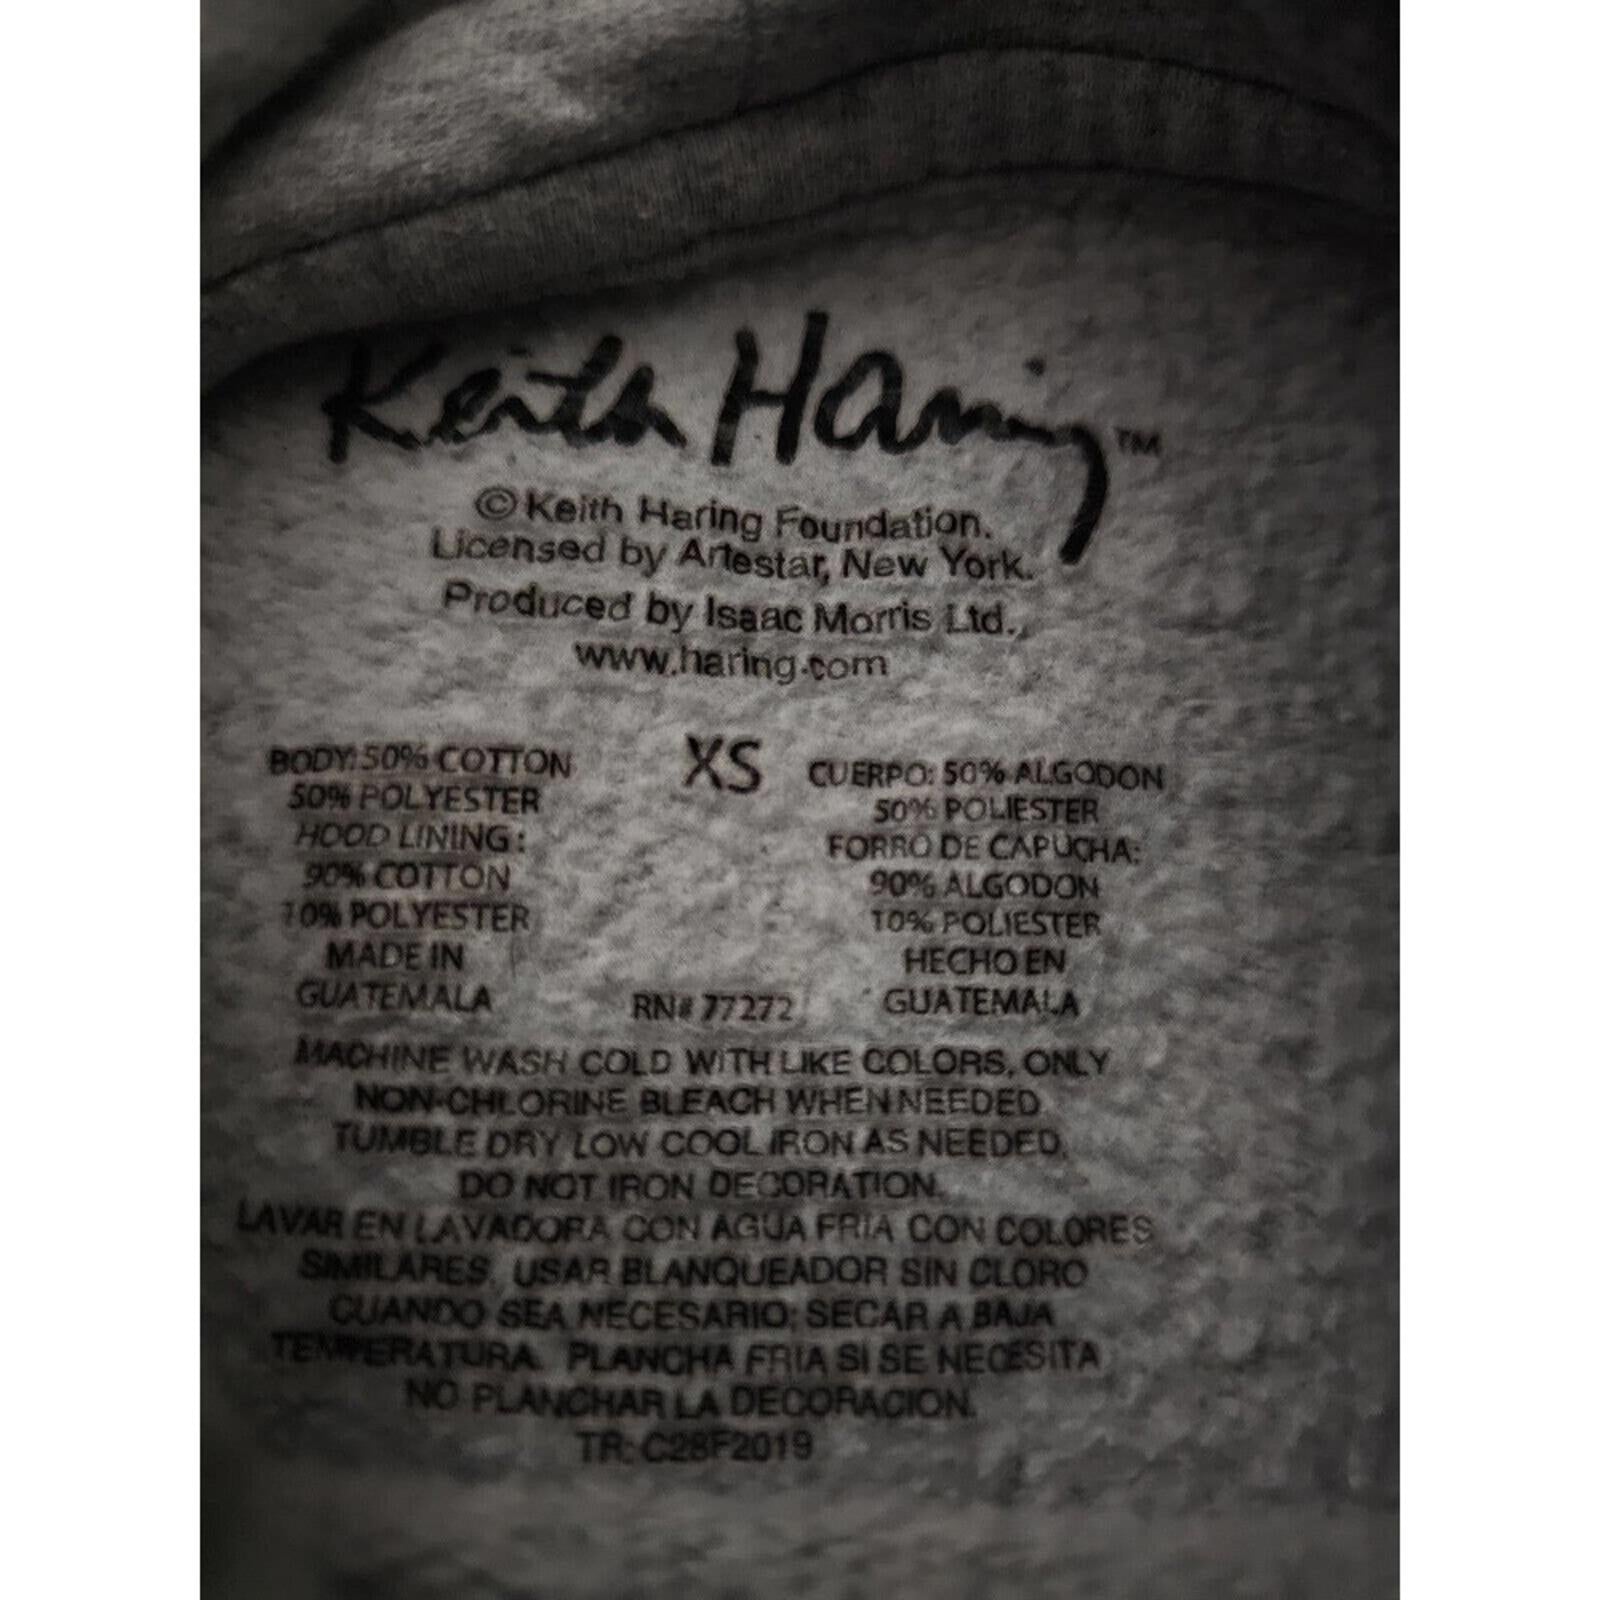 Keith Haring™
© Keith Haring Foundation.
Licensed by Artestar, New York.
Produced by Isaac Morris Ltd.,
www.haring.com
XS
BODY: 50% COTTON
50% POLYESTER
HOOD LINING:
90% COTTON
10% POLYESTER
MADE IN
GUATEMALA
RN# 77272
CUERPO: 50% ALGODON
50% POLIESTER
FORRO DE CAPUCHA:
90% ALGODON
10% POLIESTER
HECHO EN
GUATEMALA
MACHINE WASH COLD WITH LIKE COLORS, ONLY
NON-CHLORINE BLEACH WHEN NEEDED
TUMBLE DRY LOW COOL IRON AS NEEDED,
DO NOT IRON DECORATION.
LAVAR EN LAVADORA CON AGUA FRIA CON COLORES
SIMILARES, USAR BLANQUEADOR SIN CLORO
CUANDO SEA NECESARIO; SECAR A BAJA
TEMPERATURA. PLANCHA FRIA SI SE NECESITA
NO PLANCHAR LA DECORACION.
TR: C28F2019